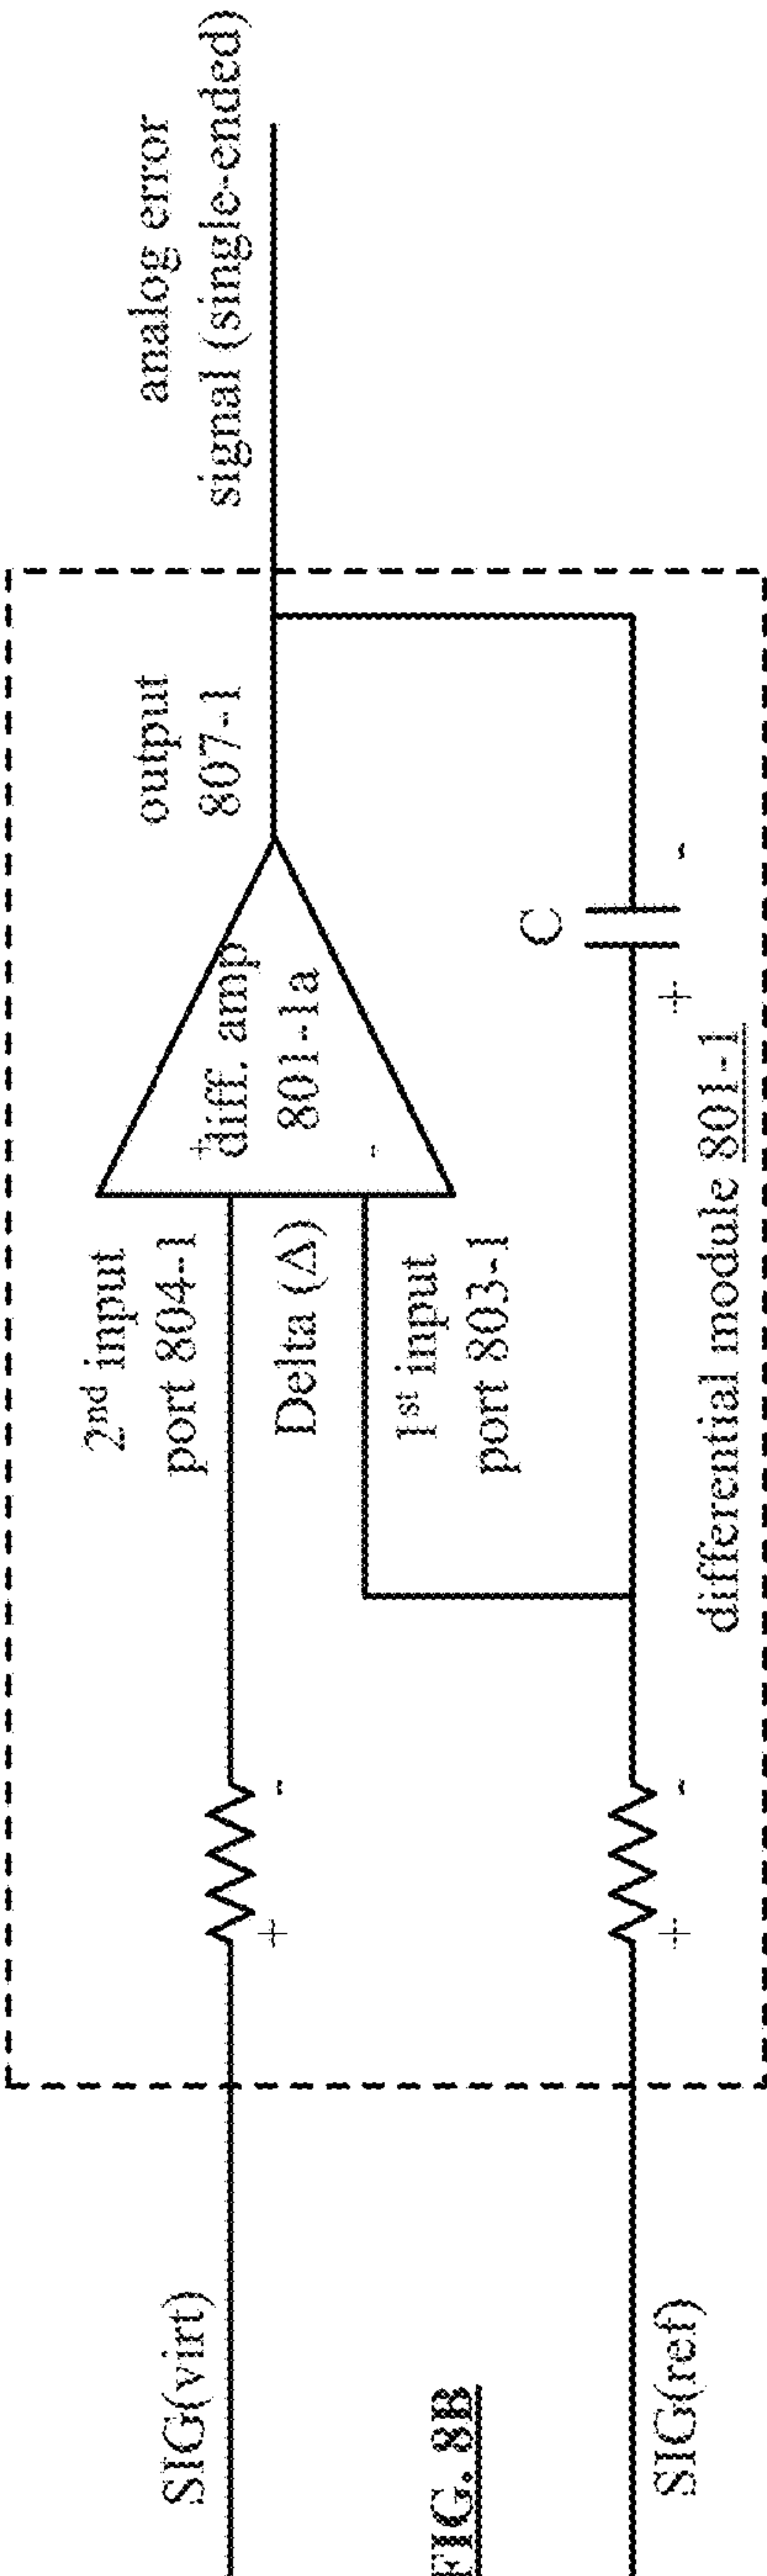 analog error
signal (single-ended)
output
807-1
+
diff. amp
801-1a
-
2nd input
port 804-1
Delta (Δ)
1st input
port 803-1
C
+ -
+ -
+ -
differential module 801-1
SIG(virt)
SIG(ref)
FIG. 8B